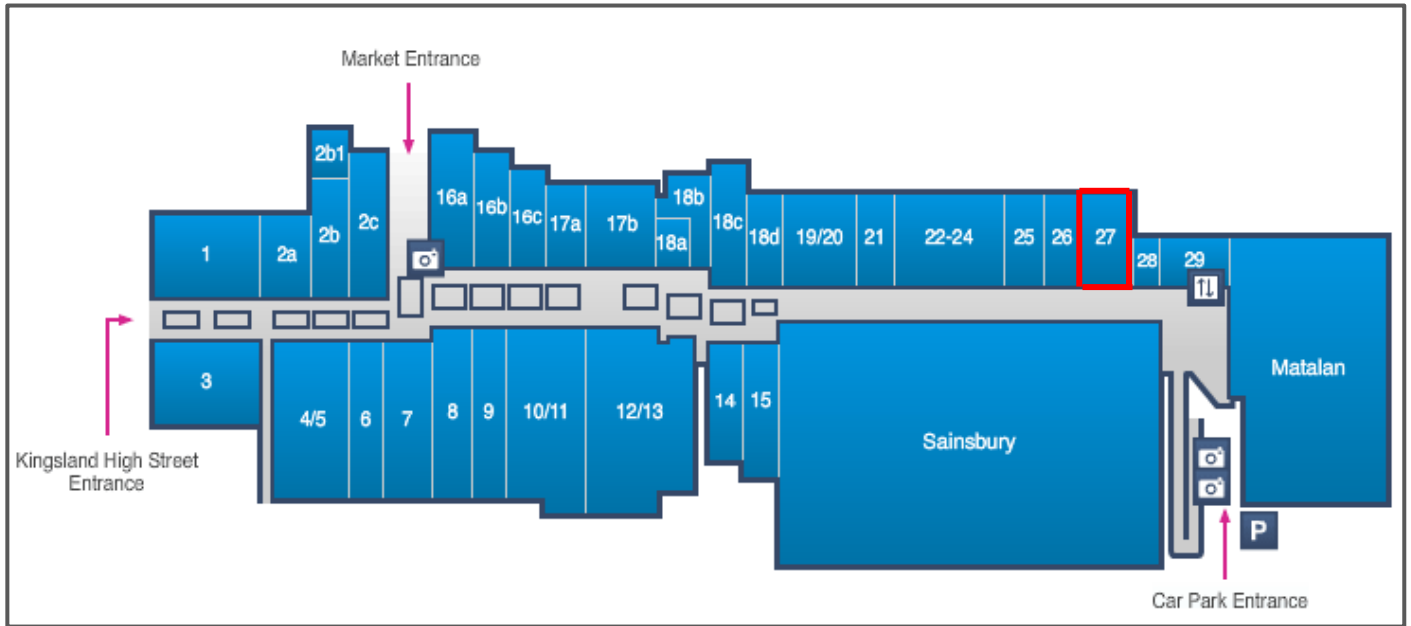 Market Entrance
2b1
16a
16b
2c
2b
16c
17a
17b
18b
18a
18c
18d
19/20
21
22-24
25
26
27
28
29
1
2a
Kingsland High Street
Entrance
3
4/5
6
7
8
9
10/11
12/13
14
15
Sainsbury
Matalan
P
Car Park Entrance